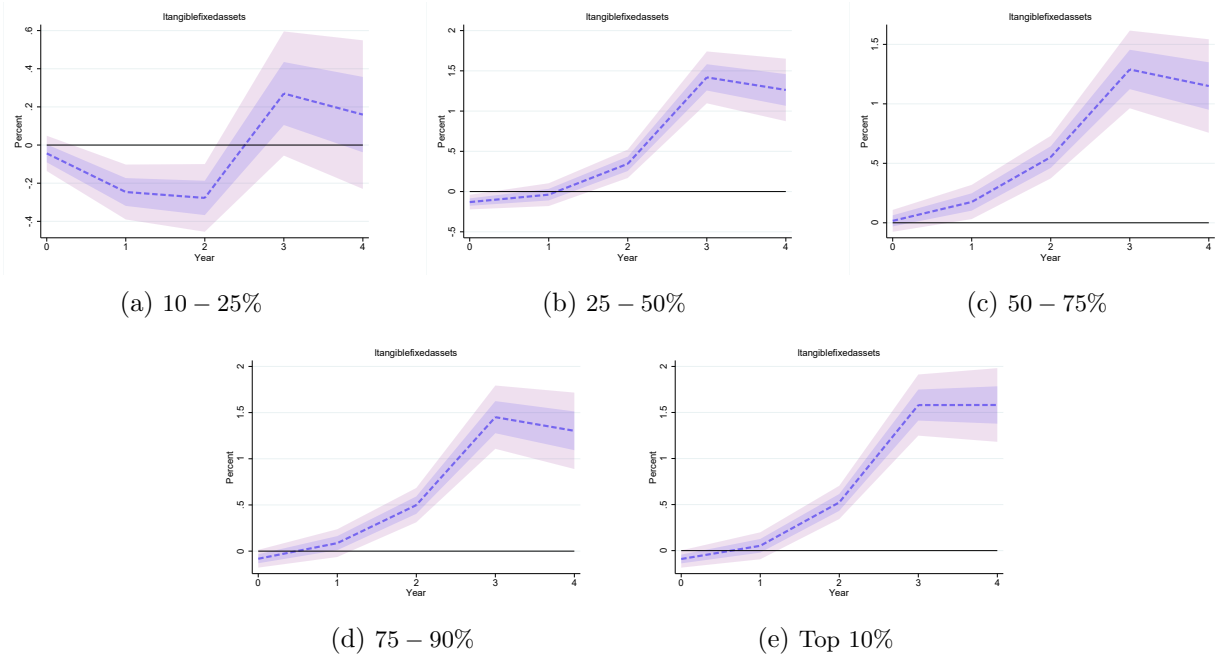 ltangiblefixedassets
Percent
.6
.4
.2
0
-.2
-.4
0 1 2 3 4
Year
(a) 10 – 25%
ltangiblefixedassets
Percent
2
1.5
1
.5
0
-.5
0 1 2 3 4
Year
(b) 25 – 50%
ltangiblefixedassets
Percent
1.5
1
.5
0
0 1 2 3 4
Year
(c) 50 – 75%
ltangiblefixedassets
Percent
2
1.5
1
.5
0
0 1 2 3 4
Year
(d) 75 – 90%
ltangiblefixedassets
Percent
2
1.5
1
.5
0
0 1 2 3 4
Year
(e) Top 10%